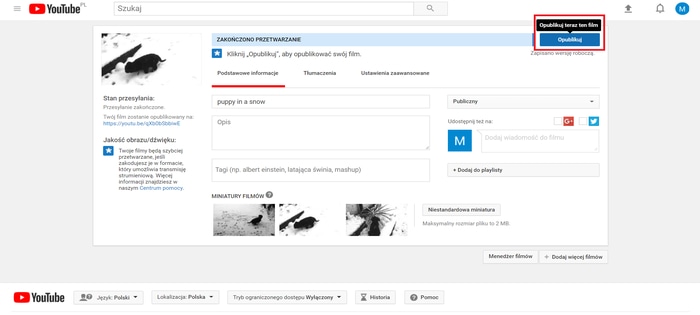 YouTube PL
Szukaj
M
Opublikuj teraz ten film
ZAKOŃCZONO PRZETWARZANIE
Opublikuj
Kliknij „Opublikuj”, aby opublikować swój film.
Zapisano wersję roboczą.
Podstawowe informacje
Tłumaczenia
Ustawienia zaawansowane
Stan przesyłania:
Przesyłanie zakończone.
Twój film zostanie opublikowany na:
Jakość obrazu/dźwięku:
Twoje filmy będą szybciej
przetwarzane, jeśli
zakodujesz je w formacie,
który umożliwia transmisję
strumieniową. Więcej
informacji znajdziesz w
naszym Centrum pomocy.
puppy in a snow
Opis
Tagi (np. albert einstein, latająca świnia, mashup)
MINIATURY FILMÓW
Niestandardowa miniatura
Maksymalny rozmiar pliku to 2 MB.
Publiczny
Udostępnij też na:
G+
M
Dodaj wiadomość do filmu
+ Dodaj do playlisty
Menedżer filmów
+ Dodaj więcej filmów
YouTube
Język: Polski
Lokalizacja: Polska
Tryb ograniczonego dostępu Wyłączony
Historia
Pomoc